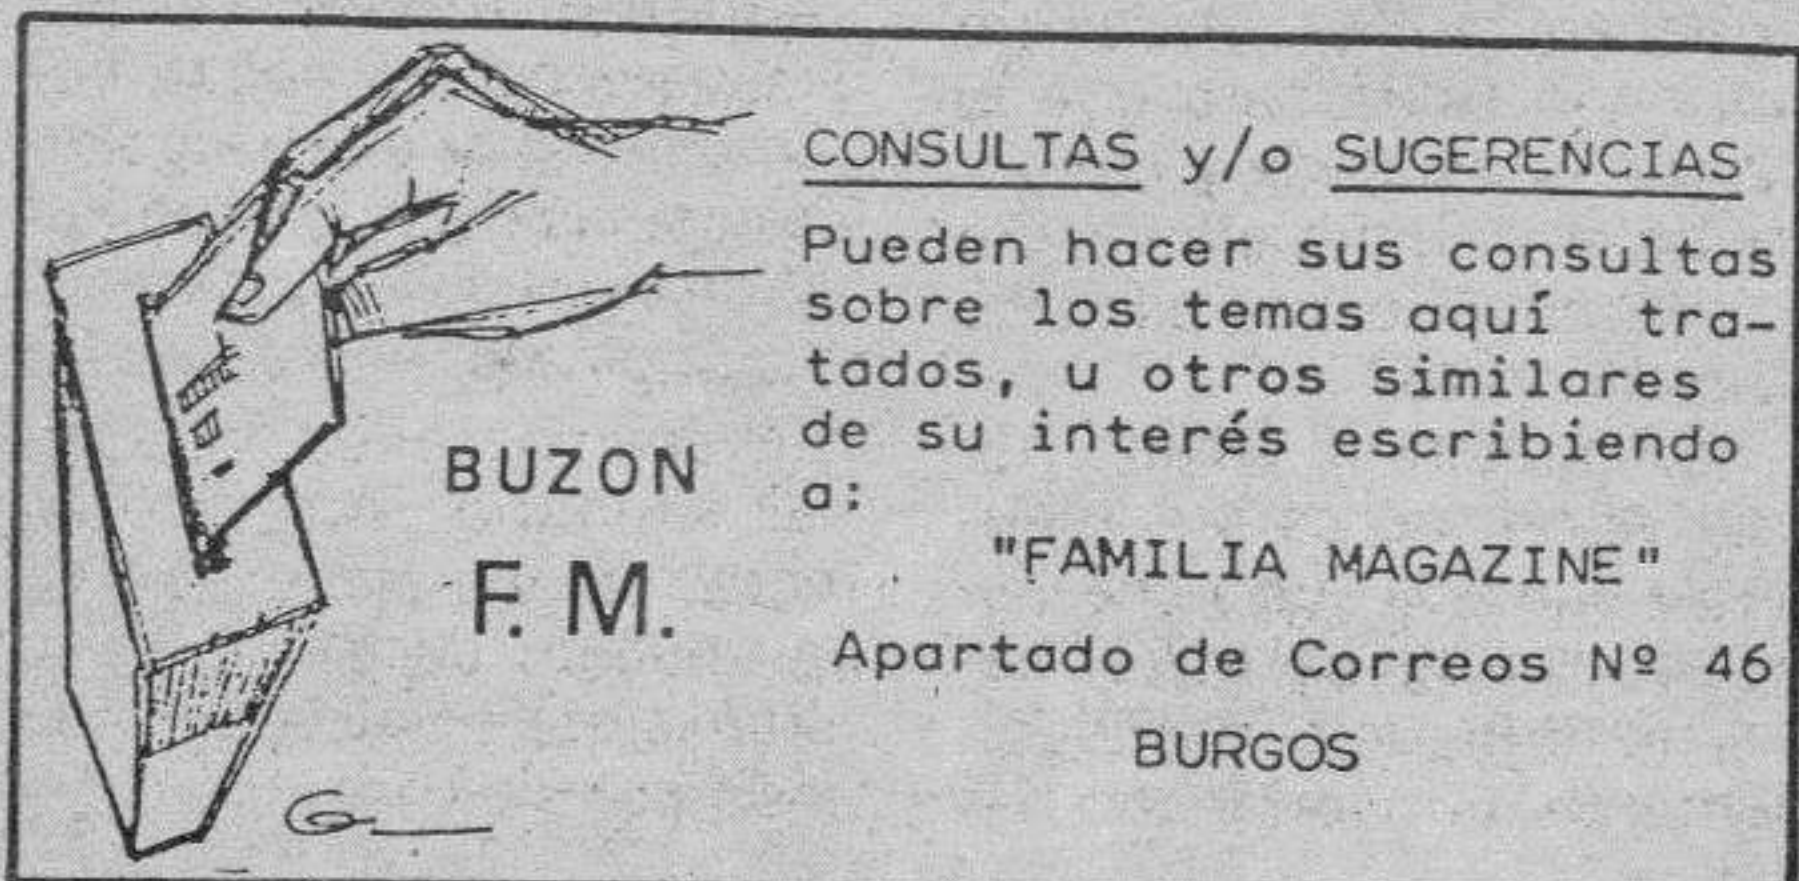 CONSULTAS y/o SUGERENCIAS
Pueden hacer sus consultas
sobre los temas aquí tra-
tados, u otros similares
de su interés escribiendo
a:
"FAMILIA MAGAZINE"
Apartado de Correos Nº 46
BURGOS
BUZON
F. M.